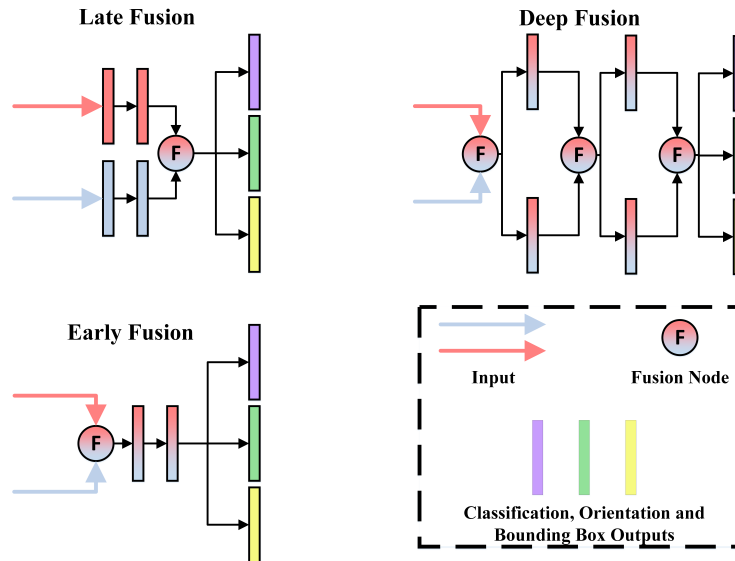 Late Fusion
Deep Fusion
F
F
F
F
Early Fusion
F
F
Input
Fusion Node
Classification, Orientation and
Bounding Box Outputs